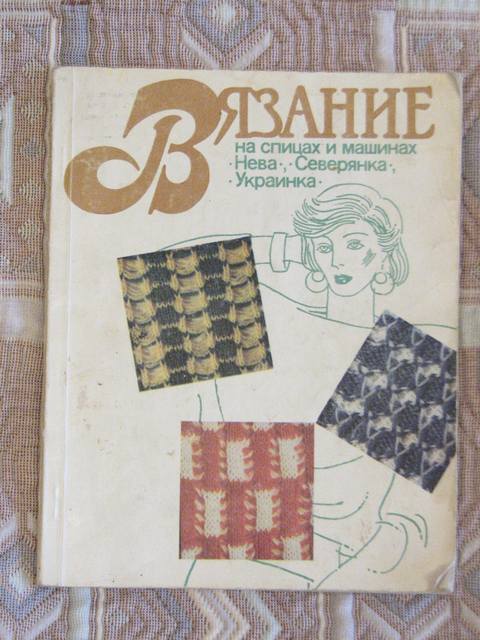 ВЯЗАНИЕ
на спицах и машинах
·Нева·, ·Северянка·,
·Украинка·